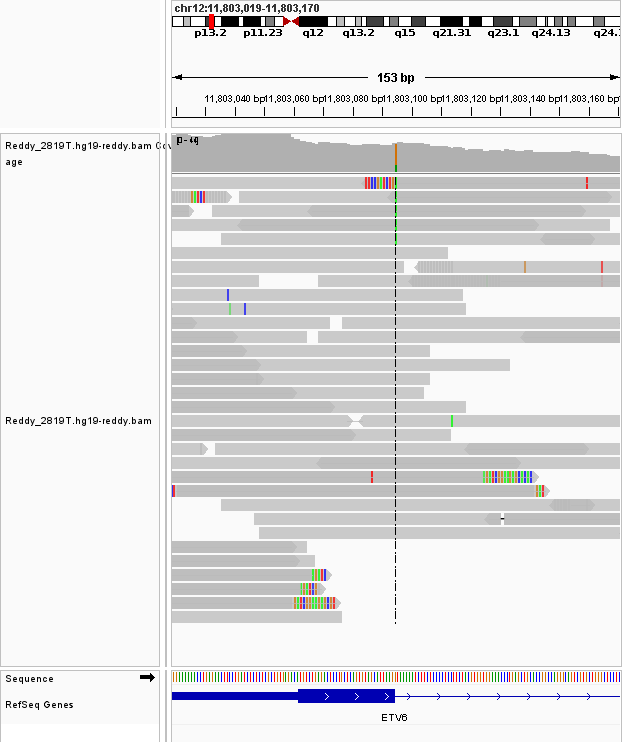 chr12:11,803,019-11,803,170
p13.2 p11.23 q12 q13.2 q15 q21.31 q23.1 q24.13 q24.
153 bp
11,803,040 bp 11,803,060 bp 11,803,080 bp 11,803,100 bp 11,803,120 bp 11,803,140 bp 11,803,160 bp
Reddy_2819T.hg19-reddy.bam Cov
age
Reddy_2819T.hg19-reddy.bam
Sequence
RefSeq Genes
ETV6